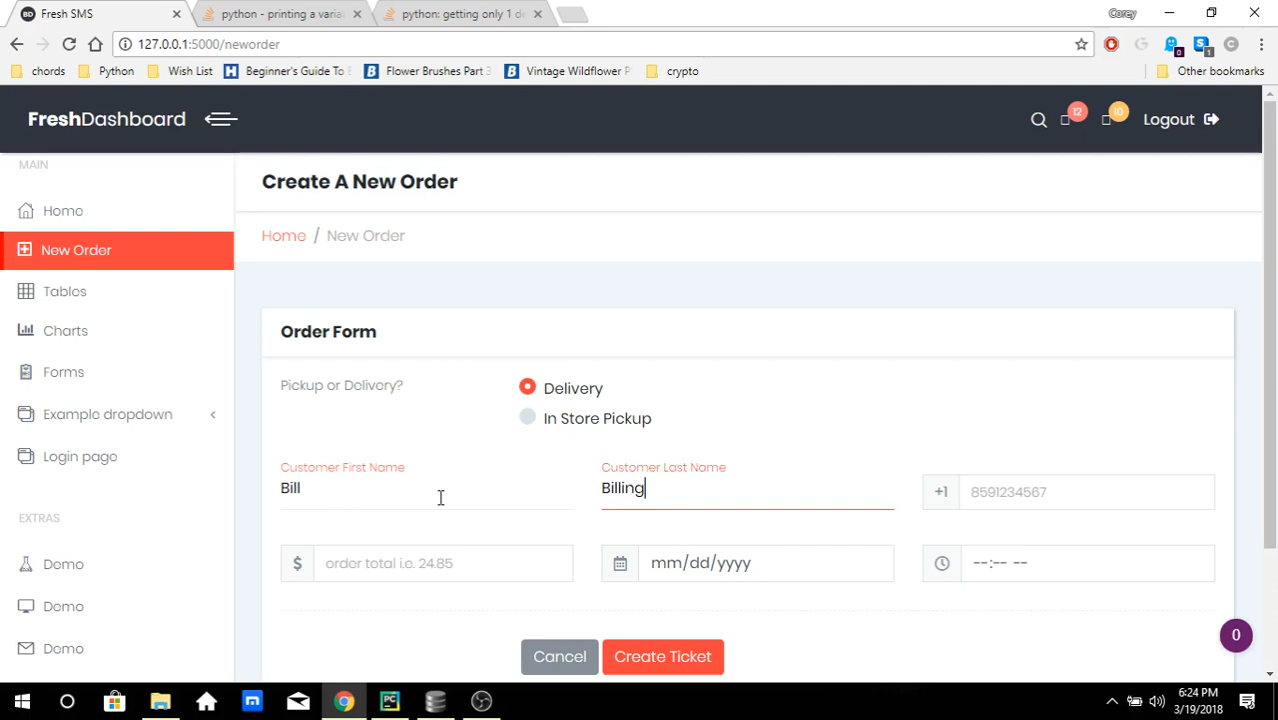 Fresh SMS
python - printing a varia
python: getting only 1 de
Corey
127.0.0.1:5000/neworder
0
1
chords
Python
Wish List
Beginner's Guide To E
Flower Brushes Part 3
Vintage Wildflower P
crypto
Other bookmarks
FreshDashboard
12
10
Logout
MAIN
Home
New Order
Tables
Charts
Forms
Example dropdown
Login page
EXTRAS
Demo
Demo
Demo
Create A New Order
Home / New Order
Order Form
Pickup or Delivery?
Delivery
In Store Pickup
Customer First Name
Bill
Customer Last Name
Billing
+1
8591234567
$
order total i.e. 24.85
mm/dd/yyyy
--:-- --
Cancel
Create Ticket
0
6:24 PM
3/19/2018